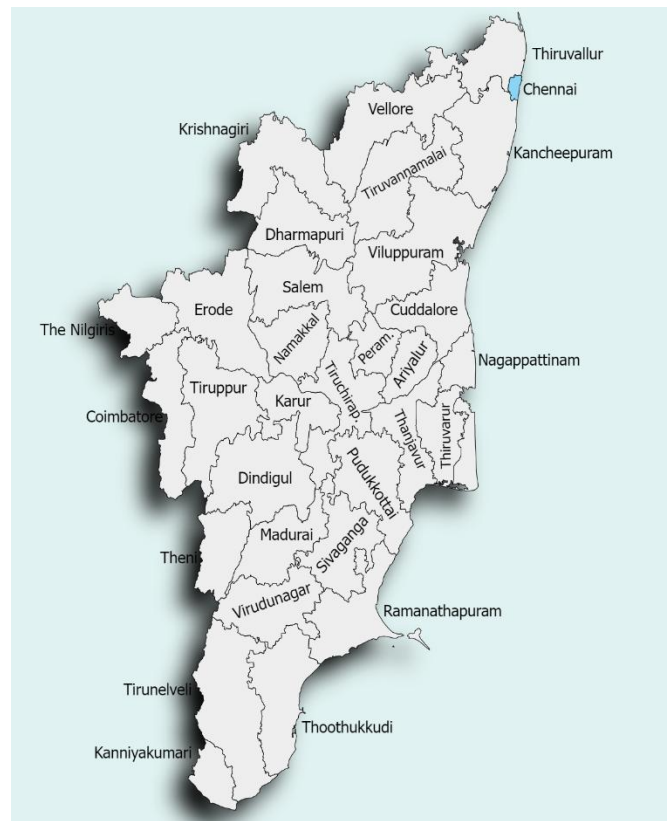 Thiruvallur
Chennai
Vellore
Krishnagiri
Kancheepuram
Tiruvannamalai
Dharmapuri
Viluppuram
Salem
Erode
Cuddalore
The Nilgiris
Namakkal
Peram.
Ariyalur
Nagappattinam
Tiruppur
Karur
Tiruchirap.
Coimbatore
Thanjavur
Thiruvarur
Dindigul
Pudukkottai
Madurai
Sivaganga
Theni
Virudunagar
Ramanathapuram
Tirunelveli
Thoothukkudi
Kanniyakumari